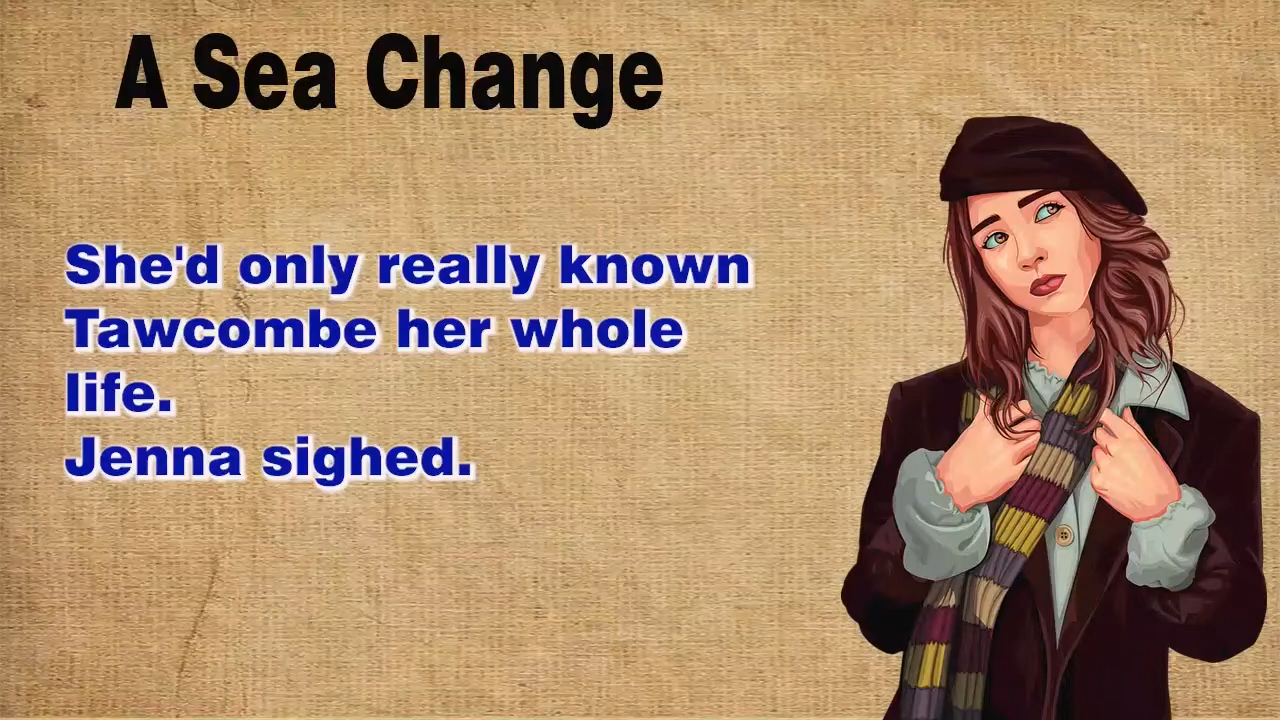 A Sea Change
She'd only really known
Tawcombe her whole
life.
Jenna sighed.